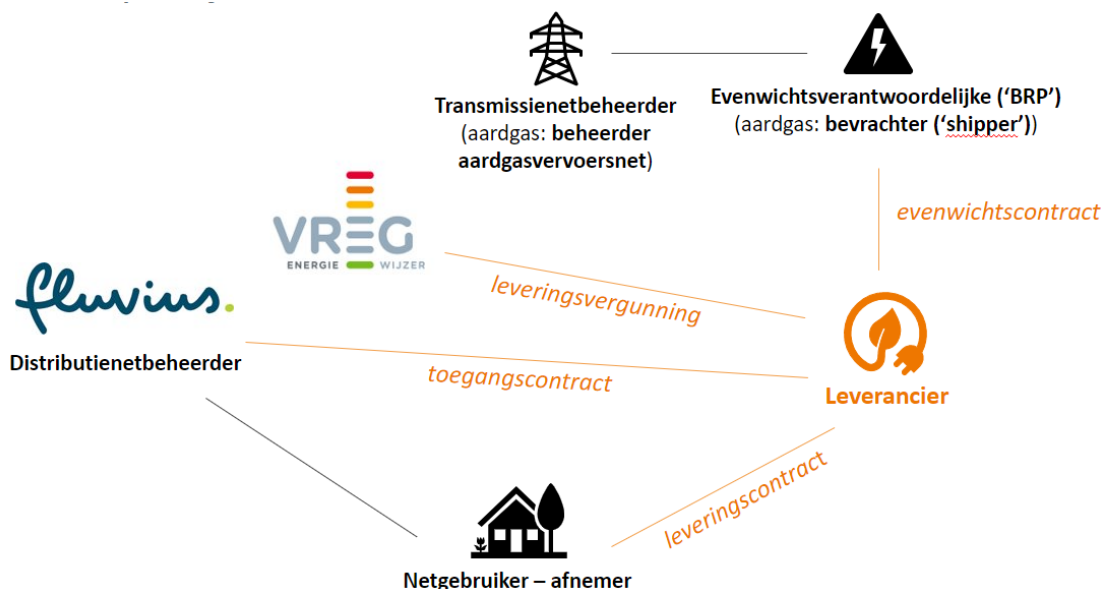 Transmissienetbeheerder
(aardgas: beheerder
aardgasvervoersnet)
Evenwichtsverantwoordelijke (‘BRP’)
(aardgas: bevrachter (‘shipper’))
evenwichtscontract
VREG
ENERGIE WIJZER
leveringsvergunning
fluvius.
Distributienetbeheerder
toegangscontract
Leverancier
leveringscontract
Netgebruiker – afnemer